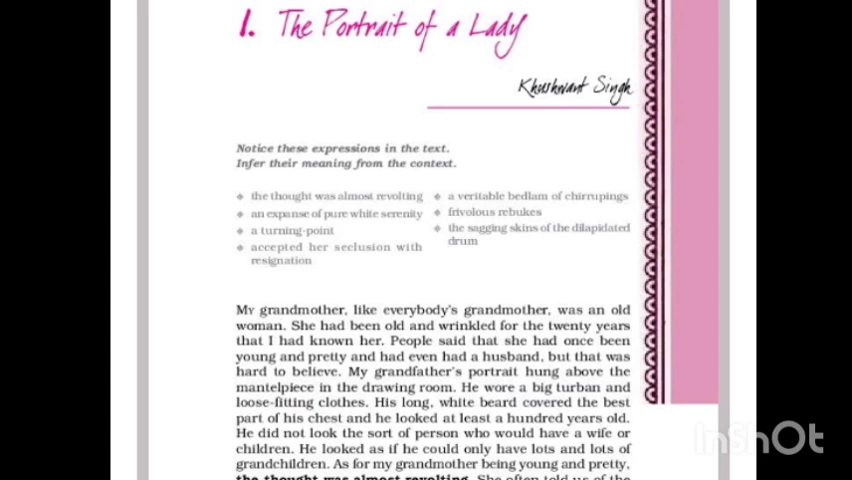 1. The Portrait of a Lady
Khushwant Singh
Notice these expressions in the text.
Infer their meaning from the context.
the thought was almost revolting
an expanse of pure white serenity
a turning-point
accepted her seclusion with
resignation
a veritable bedlam of chirrupings
frivolous rebukes
the sagging skins of the dilapidated
drum
MY grandmother, like everybody's grandmother, was an old
woman. She had been old and wrinkled for the twenty years
that I had known her. People said that she had once been
young and pretty and had even had a husband, but that was
hard to believe. My grandfather's portrait hung above the
mantelpiece in the drawing room. He wore a big turban and
loose-fitting clothes. His long, white beard covered the best
part of his chest and he looked at least a hundred years old.
He did not look the sort of person who would have a wife or
children. He looked as if he could only have lots and lots of
grandchildren. As for my grandmother being young and pretty,
the thought was almost revolting. She often told us of the
InShOt